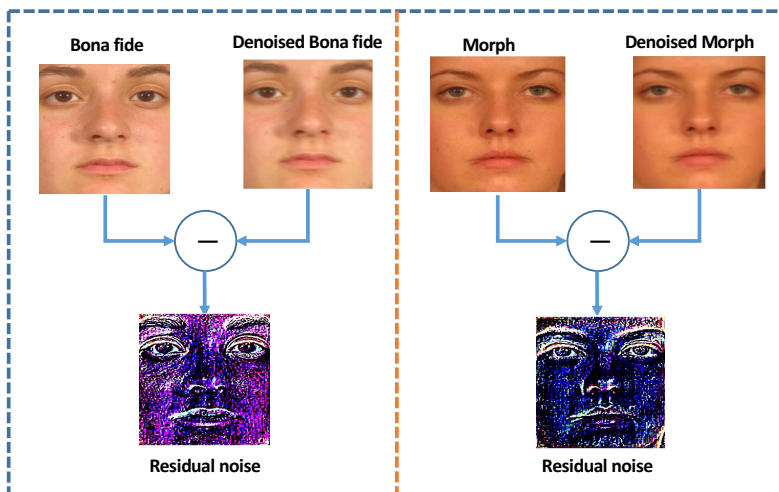 Bona fide
Denoised Bona fide
Morph
Denoised Morph
–
–
Residual noise
Residual noise